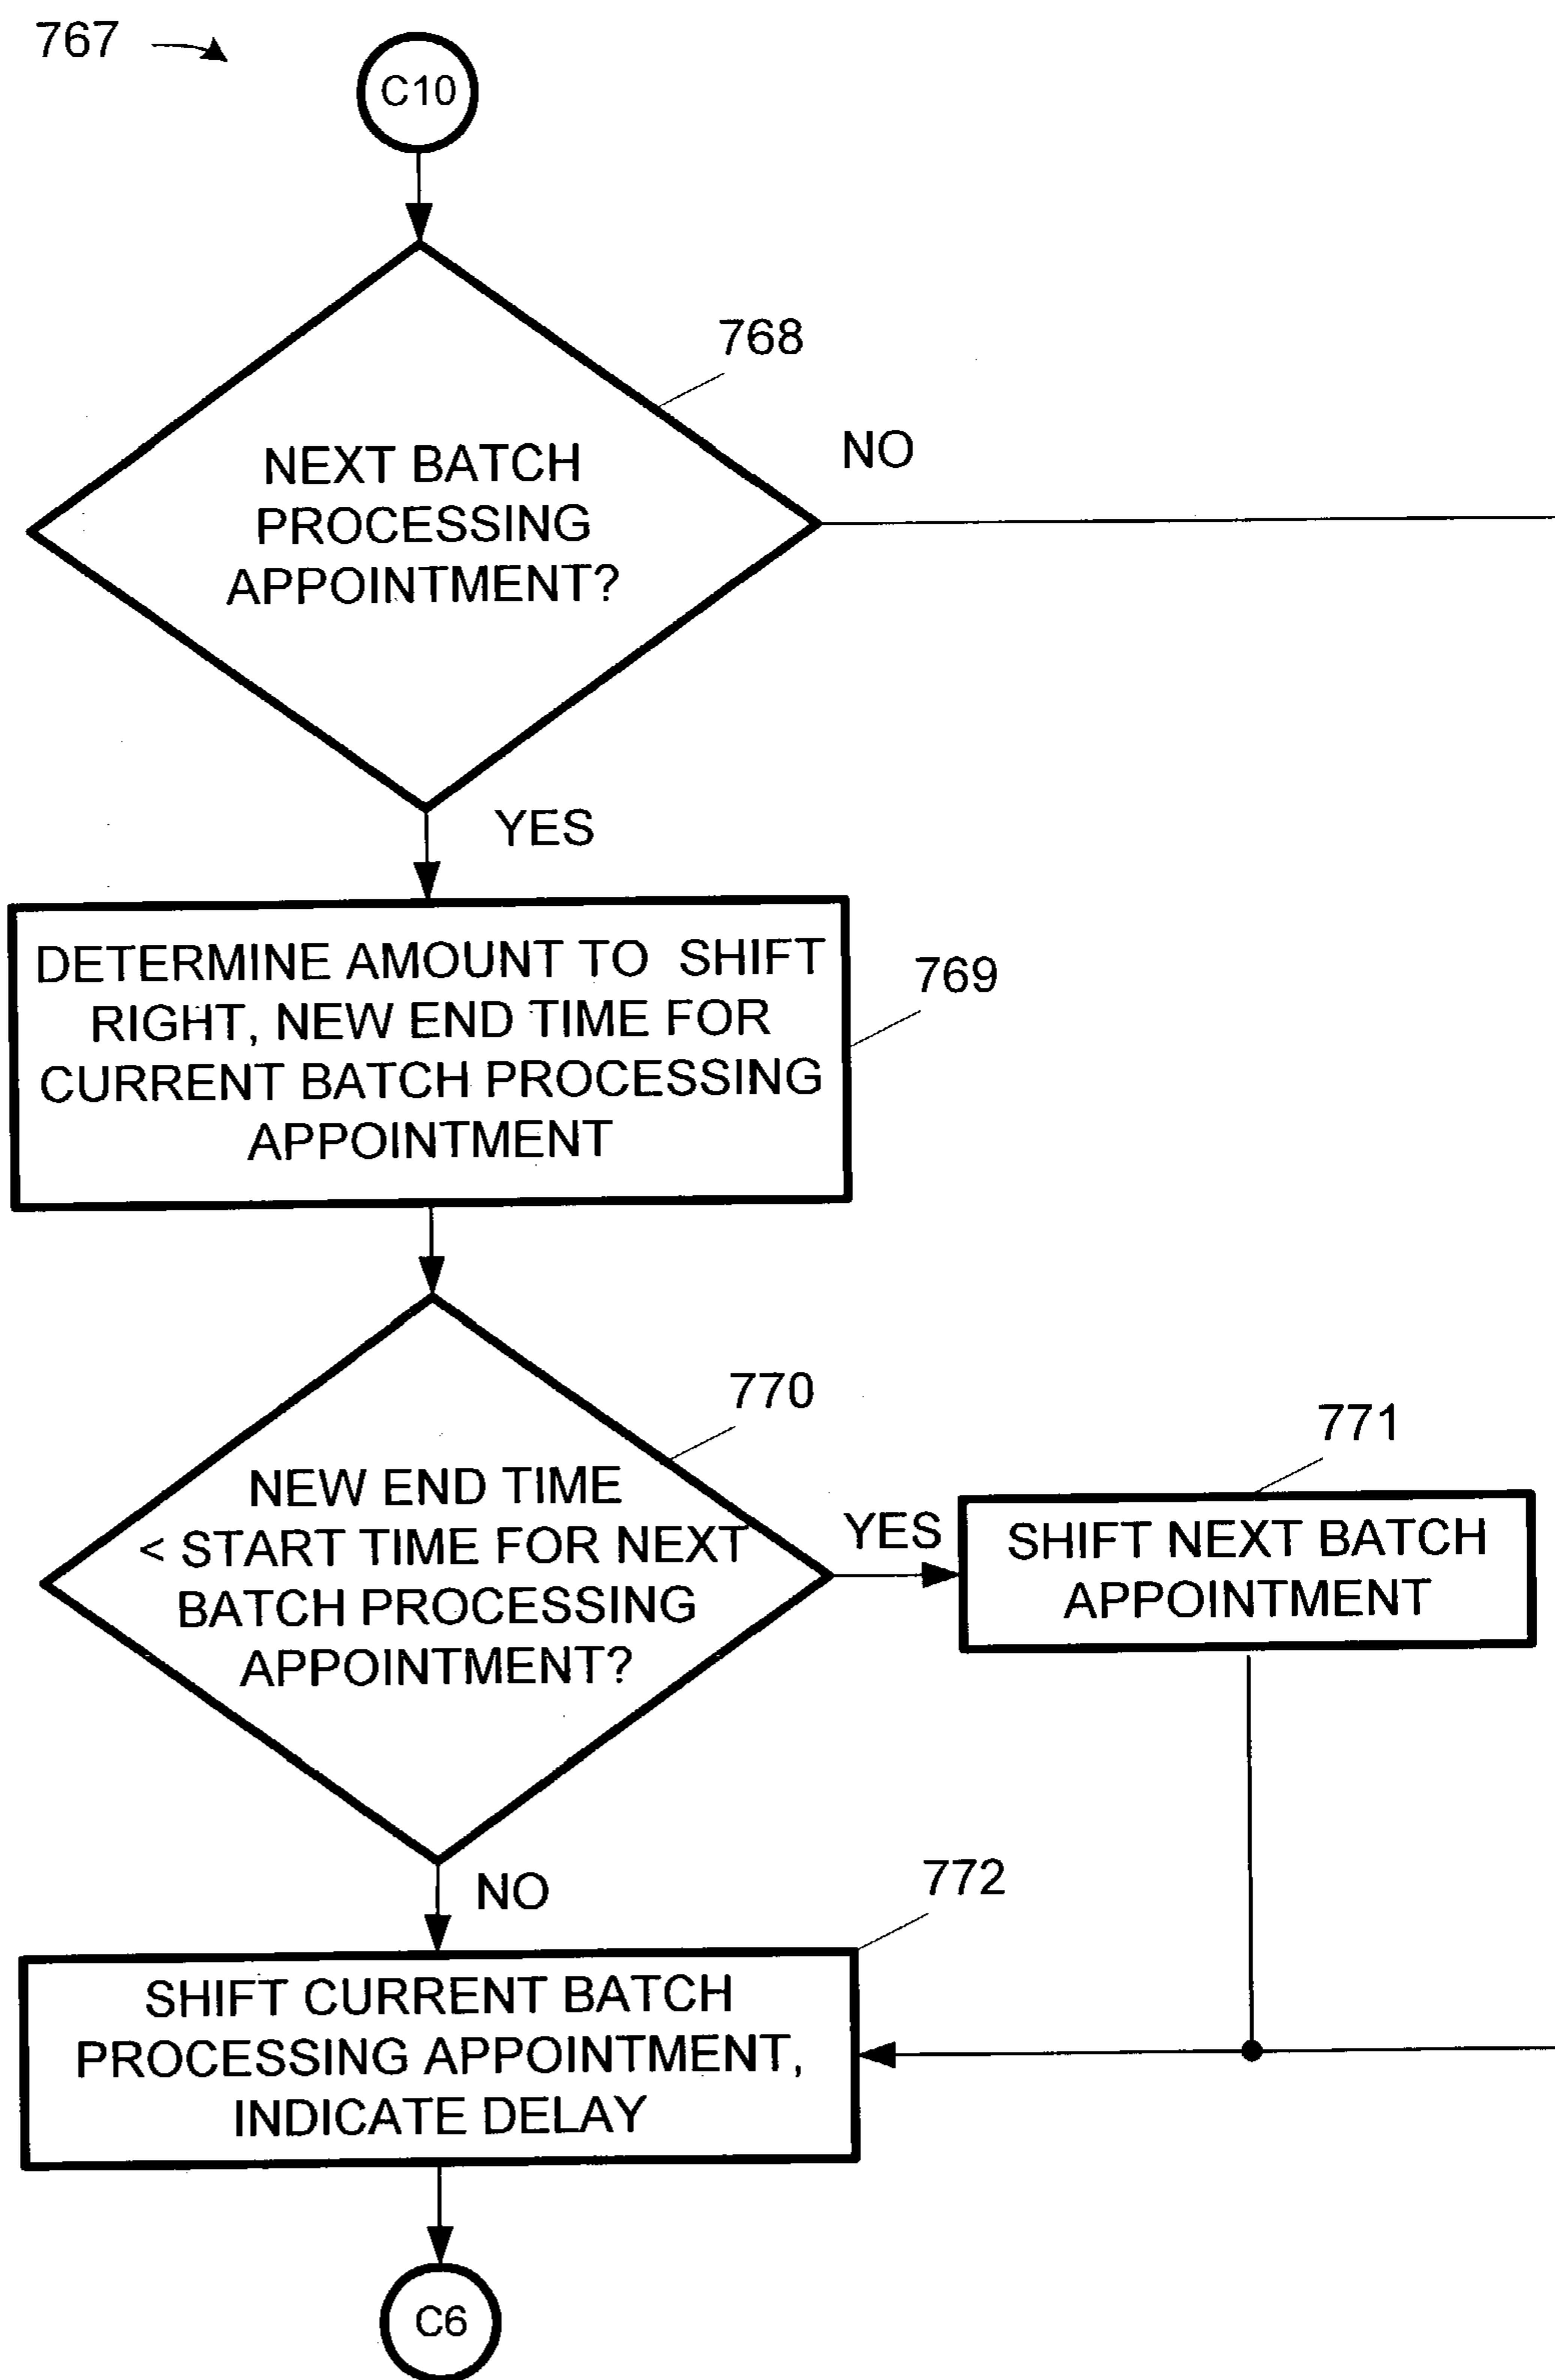 767
C10
768
NEXT BATCH
PROCESSING
APPOINTMENT?
NO
YES
DETERMINE AMOUNT TO SHIFT
RIGHT, NEW END TIME FOR
CURRENT BATCH PROCESSING
APPOINTMENT
769
770
NEW END TIME
< START TIME FOR NEXT
BATCH PROCESSING
APPOINTMENT?
YES
771
SHIFT NEXT BATCH
APPOINTMENT
NO
772
SHIFT CURRENT BATCH
PROCESSING APPOINTMENT,
INDICATE DELAY
C6